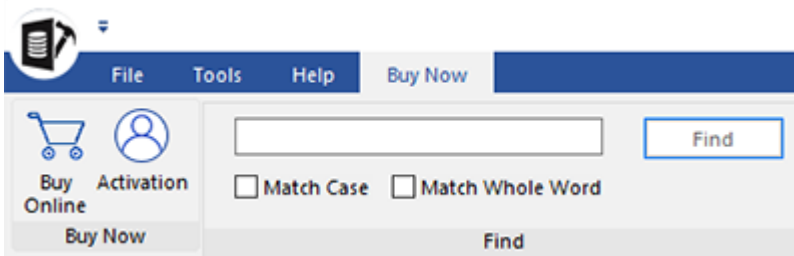 File Tools Help Buy Now
Find
Buy Online Activation
Match Case Match Whole Word
Buy Now Find